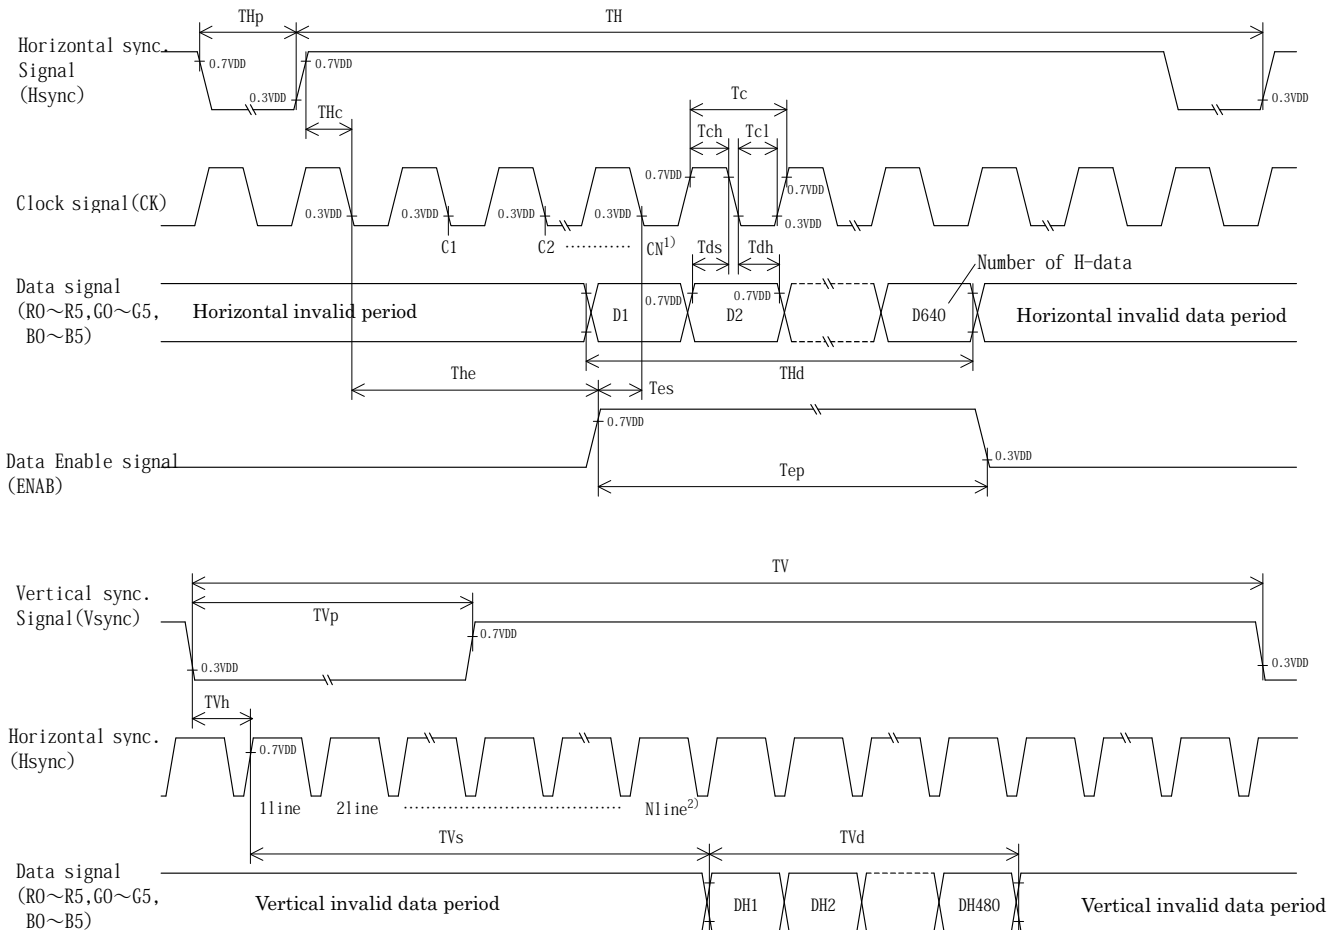 THp
TH
Horizontal sync.
Signal
(Hsync)
0.7VDD
0.3VDD
0.7VDD
0.3VDD
THc
Tc
Tch
Tcl
Clock signal(CK)
0.3VDD
0.3VDD
0.3VDD
0.3VDD
0.7VDD
0.7VDD
0.3VDD
C1
C2 ············ CN1)
Tds
Tdh
Number of H-data
Data signal
(R0～R5,G0～G5,
B0～B5)
Horizontal invalid period
D1
0.7VDD
D2
0.7VDD
D640
Horizontal invalid data period
THd
The
Tes
0.7VDD
Data Enable signal
(ENAB)
0.3VDD
Tep
TV
Vertical sync.
Signal(Vsync)
TVp
0.3VDD
0.7VDD
0.3VDD
TVh
Horizontal sync.
(Hsync)
0.7VDD
1line 2line ······································· Nline2)
TVs
TVd
Data signal
(R0～R5,G0～G5,
B0～B5)
Vertical invalid data period
DH1
DH2
DH480
Vertical invalid data period